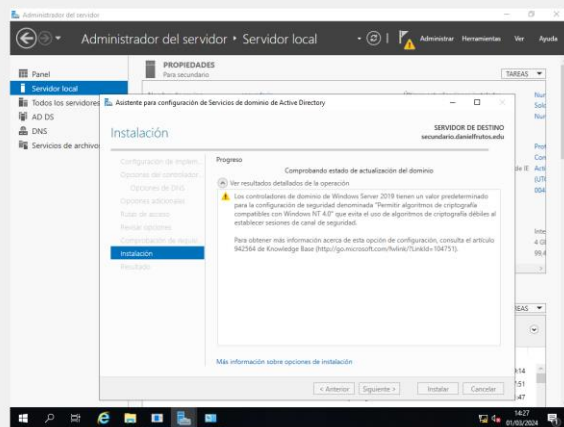 Administrador del servidor
Administrador del servidor • Servidor local
Administrar Herramientas Ver Ayuda
Panel
Servidor local
Todos los servidores
AD DS
DNS
Servicios de archivo
PROPIEDADES
Para secundario
TAREAS
Asistente para configuración de Servicios de dominio de Active Directory
Instalación
SERVIDOR DE DESTINO
secundario.danielfrutos.edu
Configuración de implem...
Opciones del controlador...
Opciones de DNS
Opciones adicionales
Rutas de acceso
Revisar opciones
Comprobación de requisi...
Instalación
Resultado
Progreso
Comprobando estado de actualización del dominio
Ver resultados detallados de la operación
Los controladores de dominio de Windows Server 2019 tienen un valor predeterminado
para la configuración de seguridad denominada "Permitir algoritmos de criptografía
compatibles con Windows NT 4.0" que evita el uso de algoritmos de criptografía débiles al
establecer sesiones de canal de seguridad.
Para obtener más información acerca de esta opción de configuración, consulta el artículo
942564 de Knowledge Base (http://go.microsoft.com/fwlink/?LinkId=104751).
Más información sobre opciones de instalación
< Anterior Siguiente > Instalar Cancelar
14:27
01/03/2024